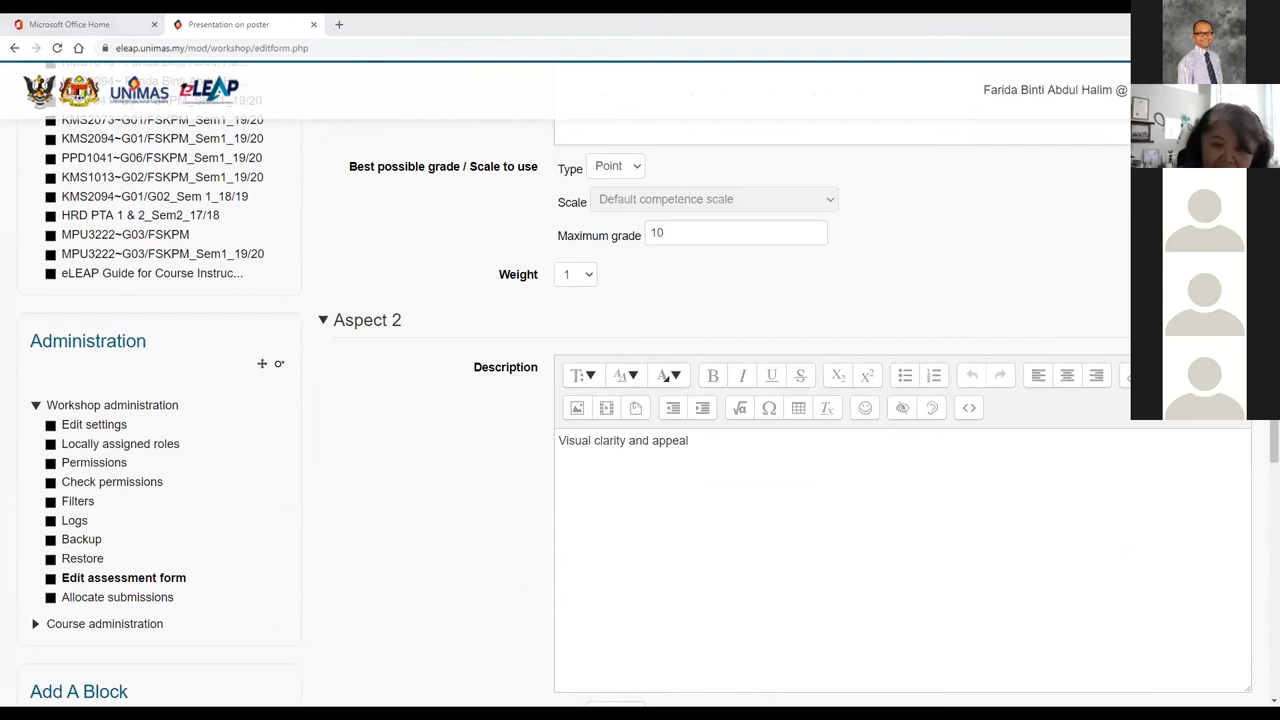 Microsoft Office Home
Presentation on poster
eleap.unimas.my/mod/workshop/editform.php
UNIMAS
eLEAP
Farida Binti Abdul Halim @
KMS2073~G01/FSKPM_Sem1_19/20
KMS2094~G01/FSKPM_Sem1_19/20
PPD1041~G06/FSKPM_Sem1_19/20
KMS1013~G02/FSKPM_Sem1_19/20
KMS2094~G01/G02_Sem 1_18/19
HRD PTA 1 & 2_Sem2_17/18
MPU3222~G03/FSKPM
MPU3222~G03/FSKPM_Sem1_19/20
eLEAP Guide for Course Instruc...
Administration
Workshop administration
Edit settings
Locally assigned roles
Permissions
Check permissions
Filters
Logs
Backup
Restore
Edit assessment form
Allocate submissions
Course administration
Add A Block
Best possible grade / Scale to use
Type Point
Scale Default competence scale
Maximum grade 10
Weight 1
Aspect 2
Description
Visual clarity and appeal